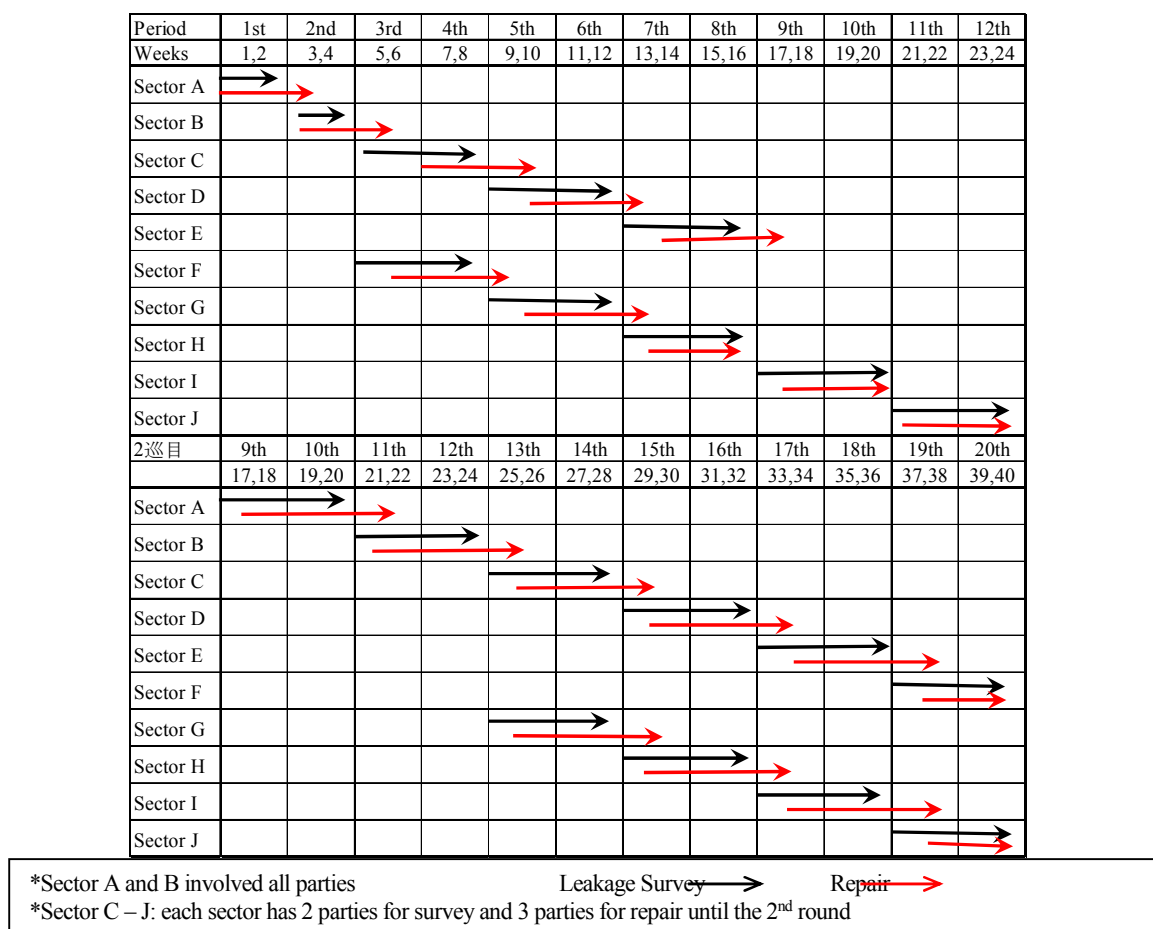 Period 1st 2nd 3rd 4th 5th 6th 7th 8th 9th 10th 11th 12th
Weeks 1,2 3,4 5,6 7,8 9,10 11,12 13,14 15,16 17,18 19,20 21,22 23,24
Sector A
Sector B
Sector C
Sector D
Sector E
Sector F
Sector G
Sector H
Sector I
Sector J
2巡目 9th 10th 11th 12th 13th 14th 15th 16th 17th 18th 19th 20th
17,18 19,20 21,22 23,24 25,26 27,28 29,30 31,32 33,34 35,36 37,38 39,40
Sector A
Sector B
Sector C
Sector D
Sector E
Sector F
Sector G
Sector H
Sector I
Sector J
*Sector A and B involved all parties Leakage Survey Repair
*Sector C – J: each sector has 2 parties for survey and 3 parties for repair until the 2nd round